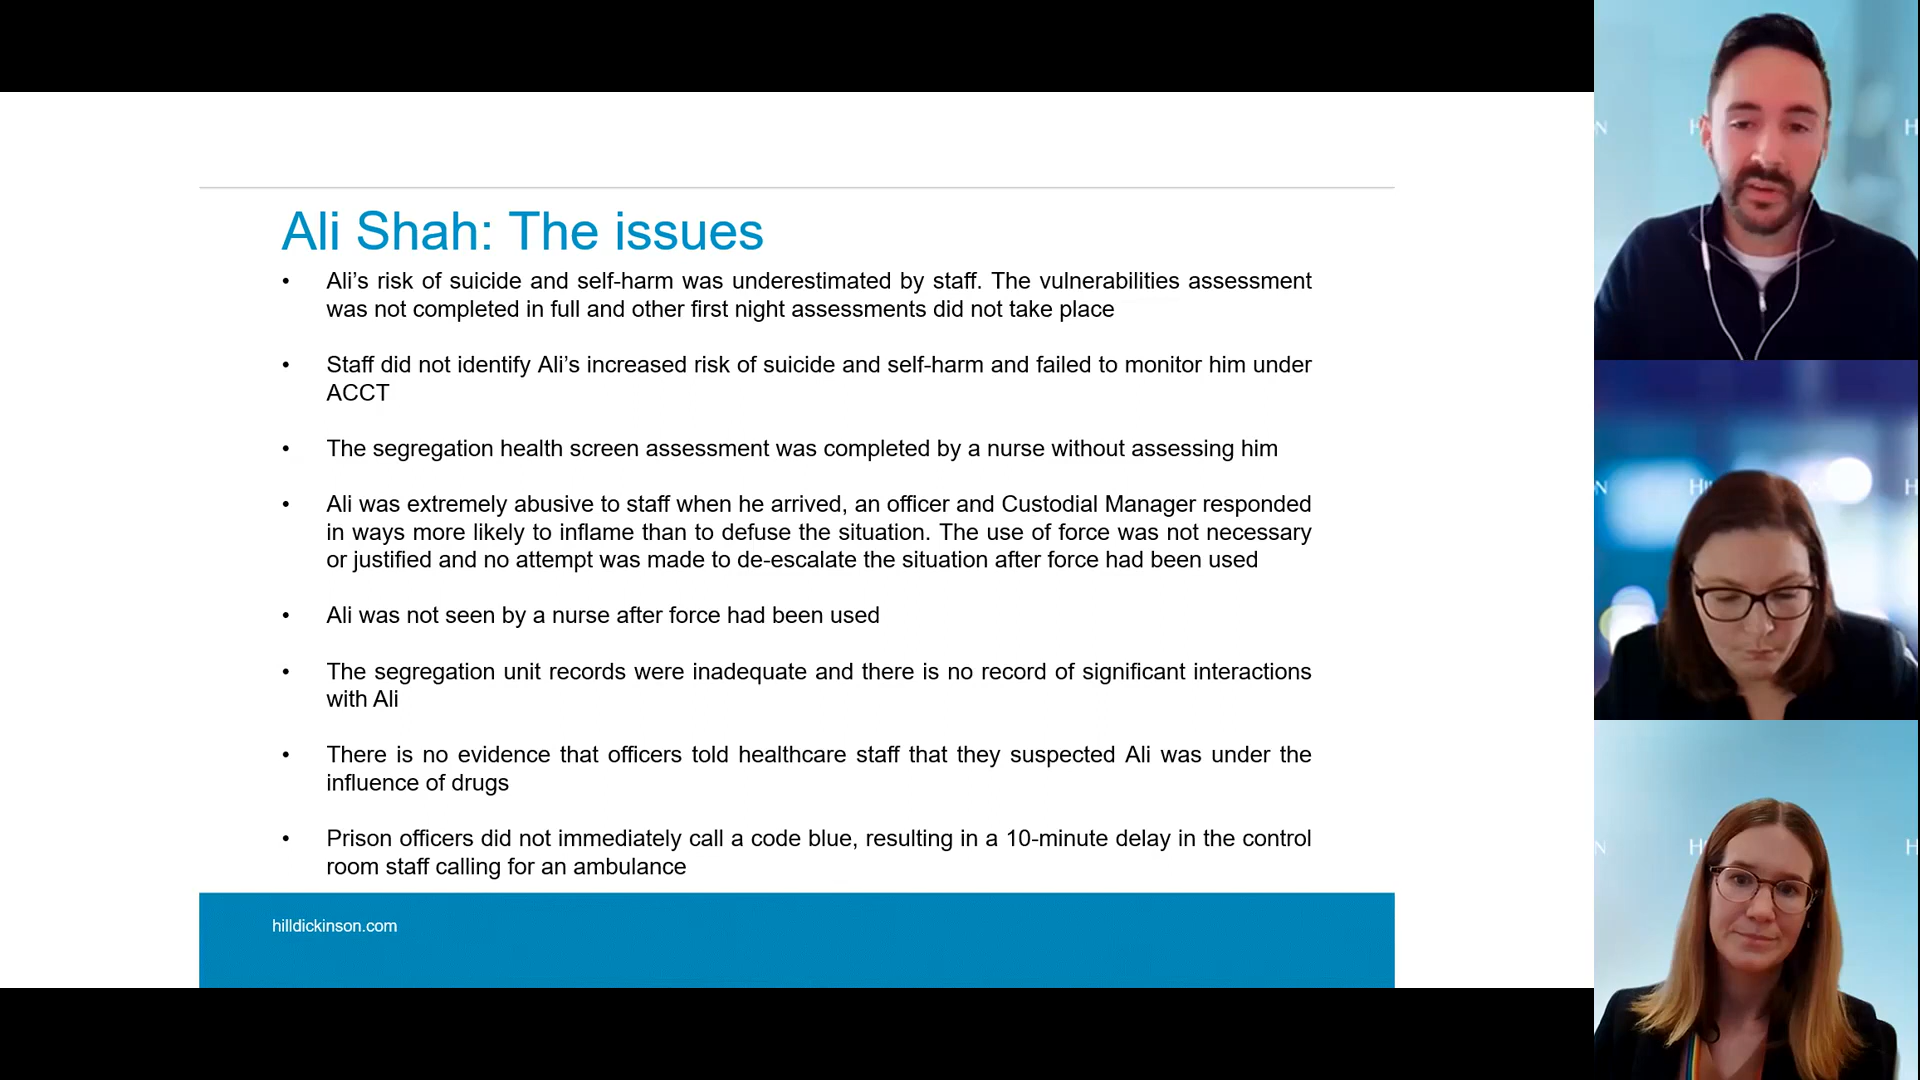 Ali Shah: The issues
• Ali’s risk of suicide and self-harm was underestimated by staff. The vulnerabilities assessment
was not completed in full and other first night assessments did not take place
• Staff did not identify Ali’s increased risk of suicide and self-harm and failed to monitor him under
ACCT
• The segregation health screen assessment was completed by a nurse without assessing him
• Ali was extremely abusive to staff when he arrived, an officer and Custodial Manager responded
in ways more likely to inflame than to defuse the situation. The use of force was not necessary
or justified and no attempt was made to de-escalate the situation after force had been used
• Ali was not seen by a nurse after force had been used
• The segregation unit records were inadequate and there is no record of significant interactions
with Ali
• There is no evidence that officers told healthcare staff that they suspected Ali was under the
influence of drugs
• Prison officers did not immediately call a code blue, resulting in a 10-minute delay in the control
room staff calling for an ambulance
hilldickinson.com